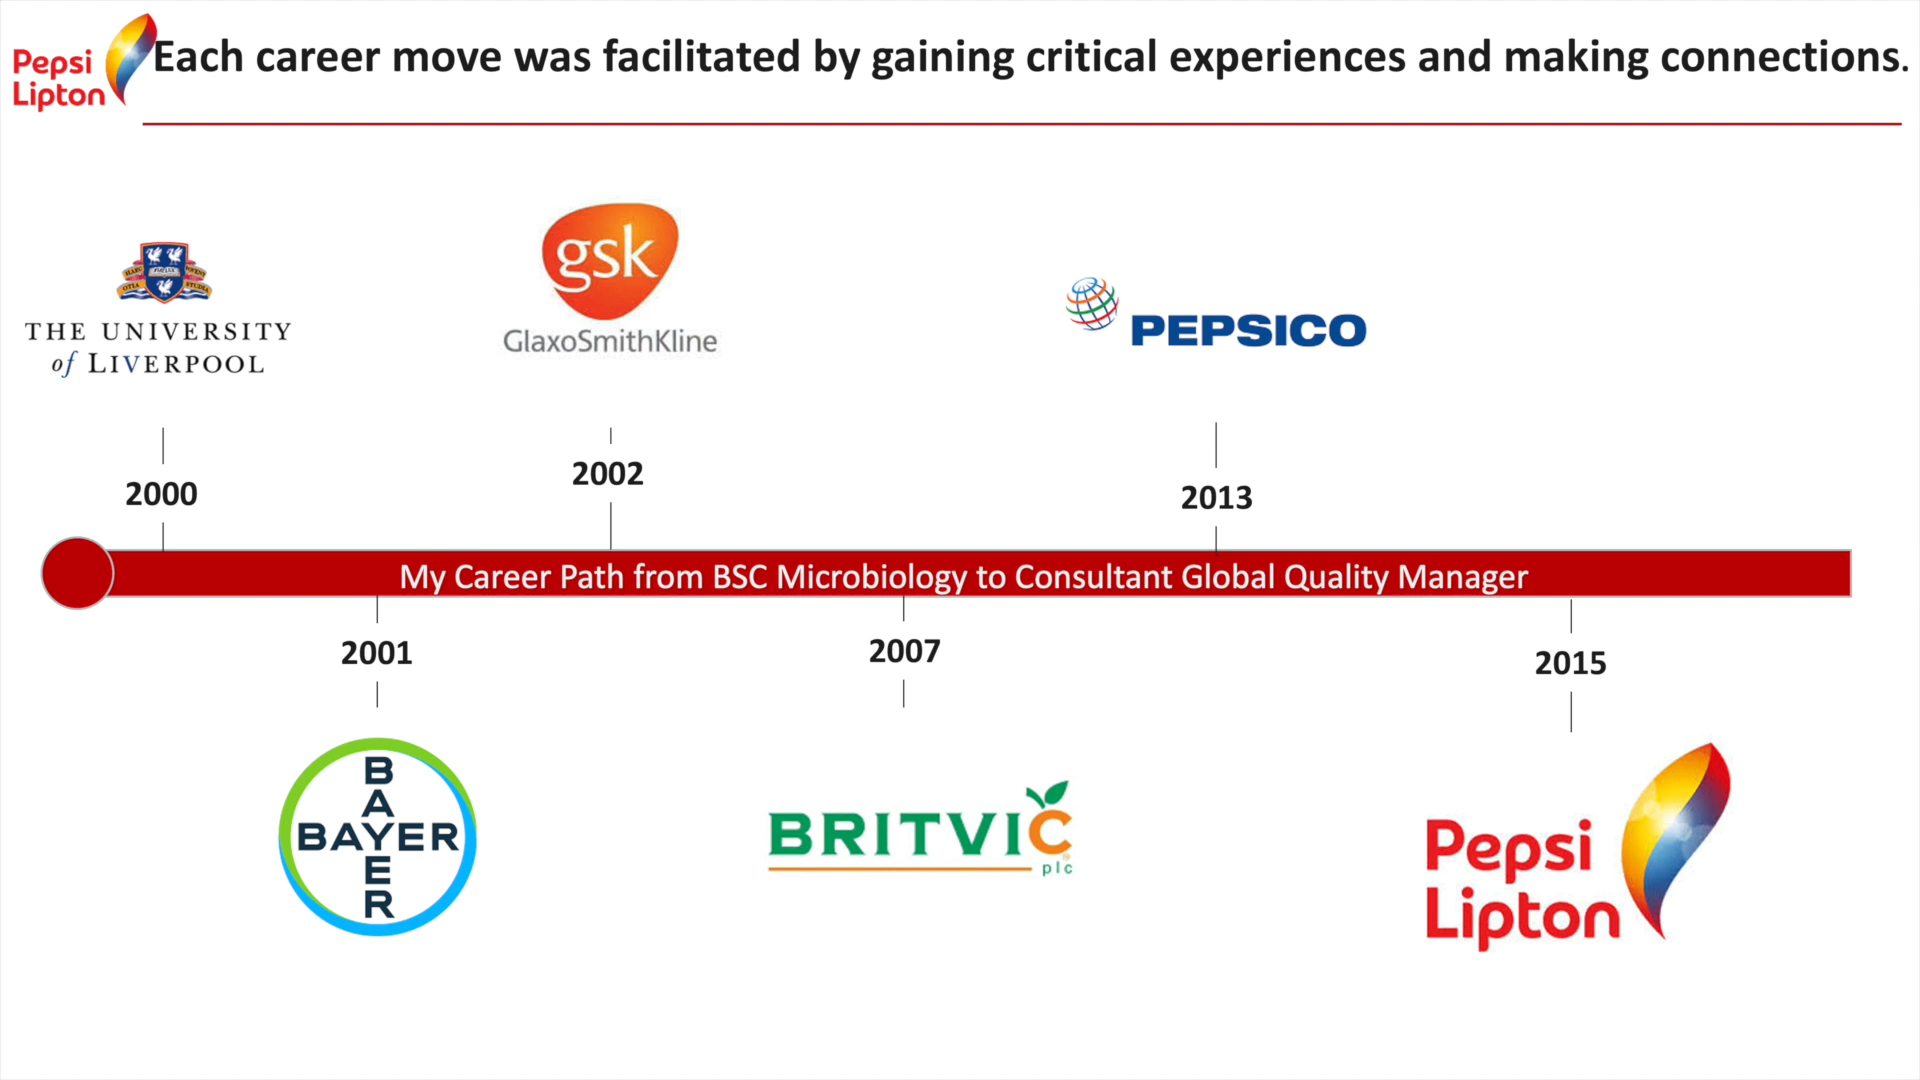 Pepsi
Lipton
Each career move was facilitated by gaining critical experiences and making connections.
THE UNIVERSITY
of LIVERPOOL
gsk
GlaxoSmithKline
PEPSICO
2000
2002
2013
My Career Path from BSC Microbiology to Consultant Global Quality Manager
2001
2007
2015
BAYER
BAYER
BRITVIC
plc
Pepsi
Lipton